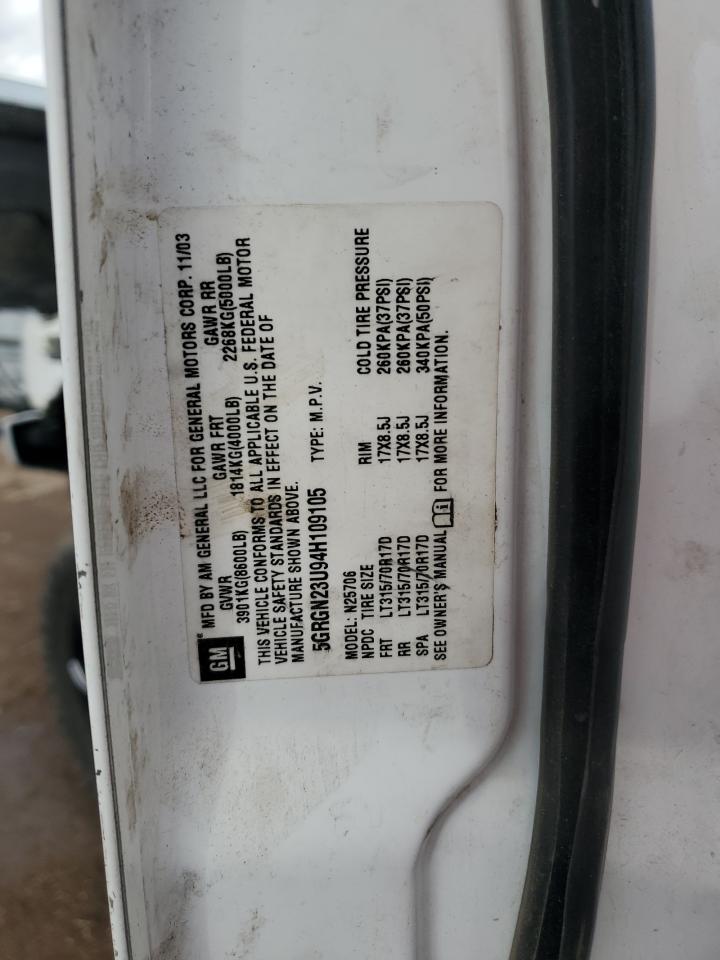 GM
MFD BY AM GENERAL LLC FOR GENERAL MOTORS CORP. 11/03
GVWR GAWR FRT GAWR RR
3901KG(8600LB) 1814KG(4000LB) 2268KG(5000LB)
THIS VEHICLE CONFORMS TO ALL APPLICABLE U.S. FEDERAL MOTOR
VEHICLE SAFETY STANDARDS IN EFFECT ON THE DATE OF
MANUFACTURE SHOWN ABOVE.
5GRGN23U94H109105 TYPE: M.P.V.
MODEL: N25706
NPDC TIRE SIZE RIM COLD TIRE PRESSURE
FRT LT315/70R17D 17X8.5J 260KPA(37PSI)
RR LT315/70R17D 17X8.5J 260KPA(37PSI)
SPA LT315/70R17D 17X8.5J 340KPA(50PSI)
SEE OWNER'S MANUAL FOR MORE INFORMATION.